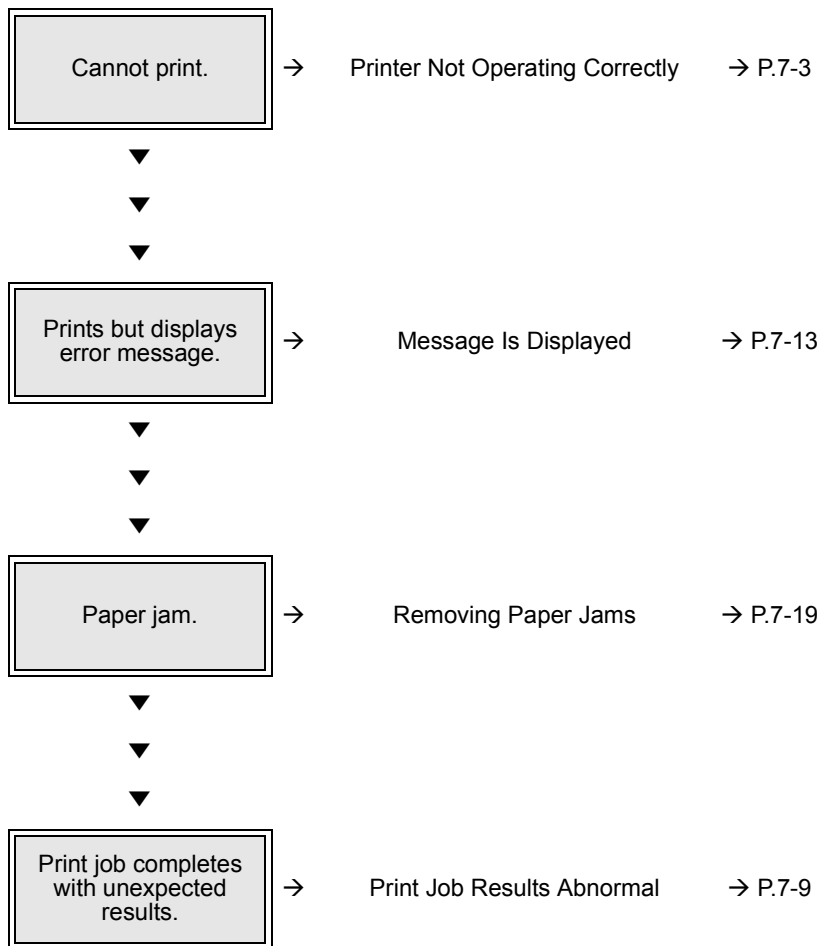 Cannot print. → Printer Not Operating Correctly → P.7-3
▼
▼
▼
Prints but displays
error message. → Message Is Displayed → P.7-13
▼
▼
▼
Paper jam. → Removing Paper Jams → P.7-19
▼
▼
▼
Print job completes
with unexpected → Print Job Results Abnormal → P.7-9
results.